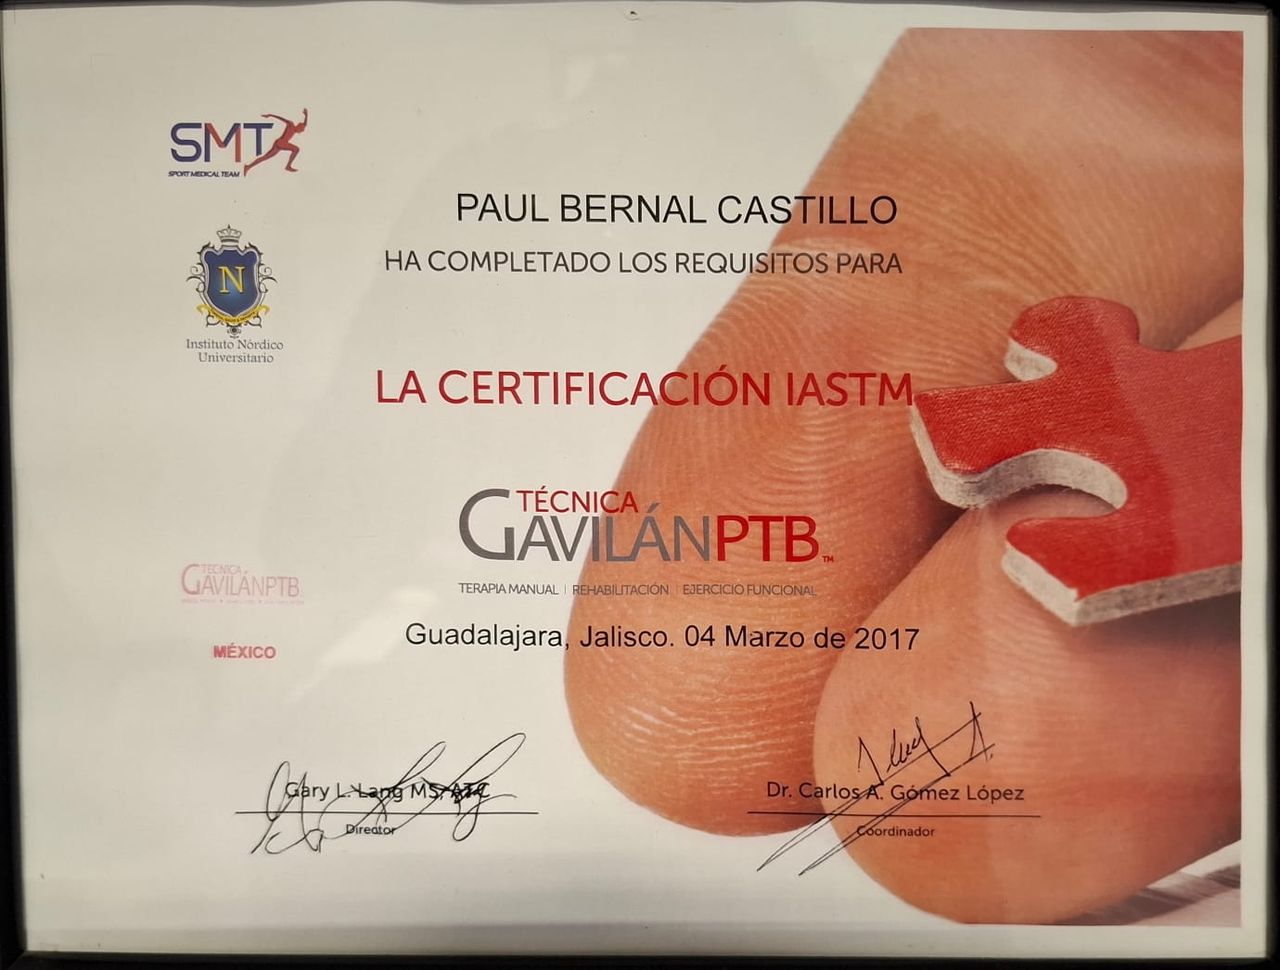 SMT
SPORT MEDICAL TEAM
PAUL BERNAL CASTILLO
HA COMPLETADO LOS REQUISITOS PARA
N
Instituto Nórdico
Universitario
LA CERTIFICACIÓN IASTM
TÉCNICA
GAVILÁNPTB™
TERAPIA MANUAL | REHABILITACIÓN | EJERCICIO FUNCIONAL
TÉCNICA
GAVILÁNPTB
MÉXICO
Guadalajara, Jalisco. 04 Marzo de 2017
Gary L. Lang MS, ATC
Director
Dr. Carlos A. Gómez López
Coordinador